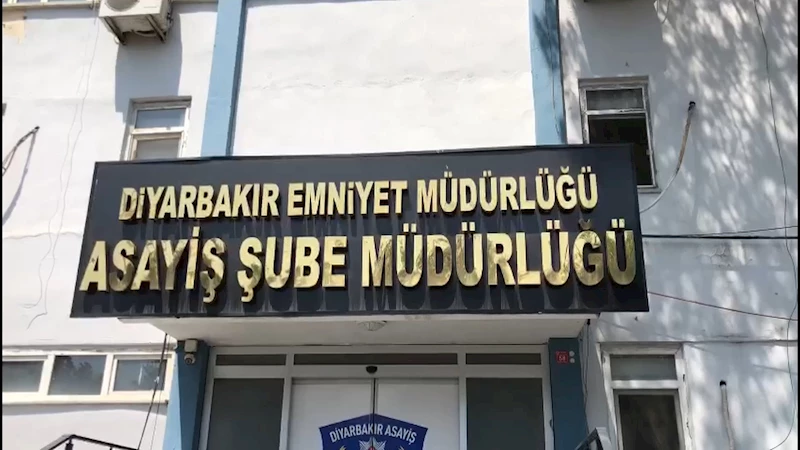 DİYARBAKIR EMNİYET MÜDÜRLÜĞÜ
ASAYİŞ ŞUBE MÜDÜRLÜĞÜ
DİYARBAKIR ASAYİŞ